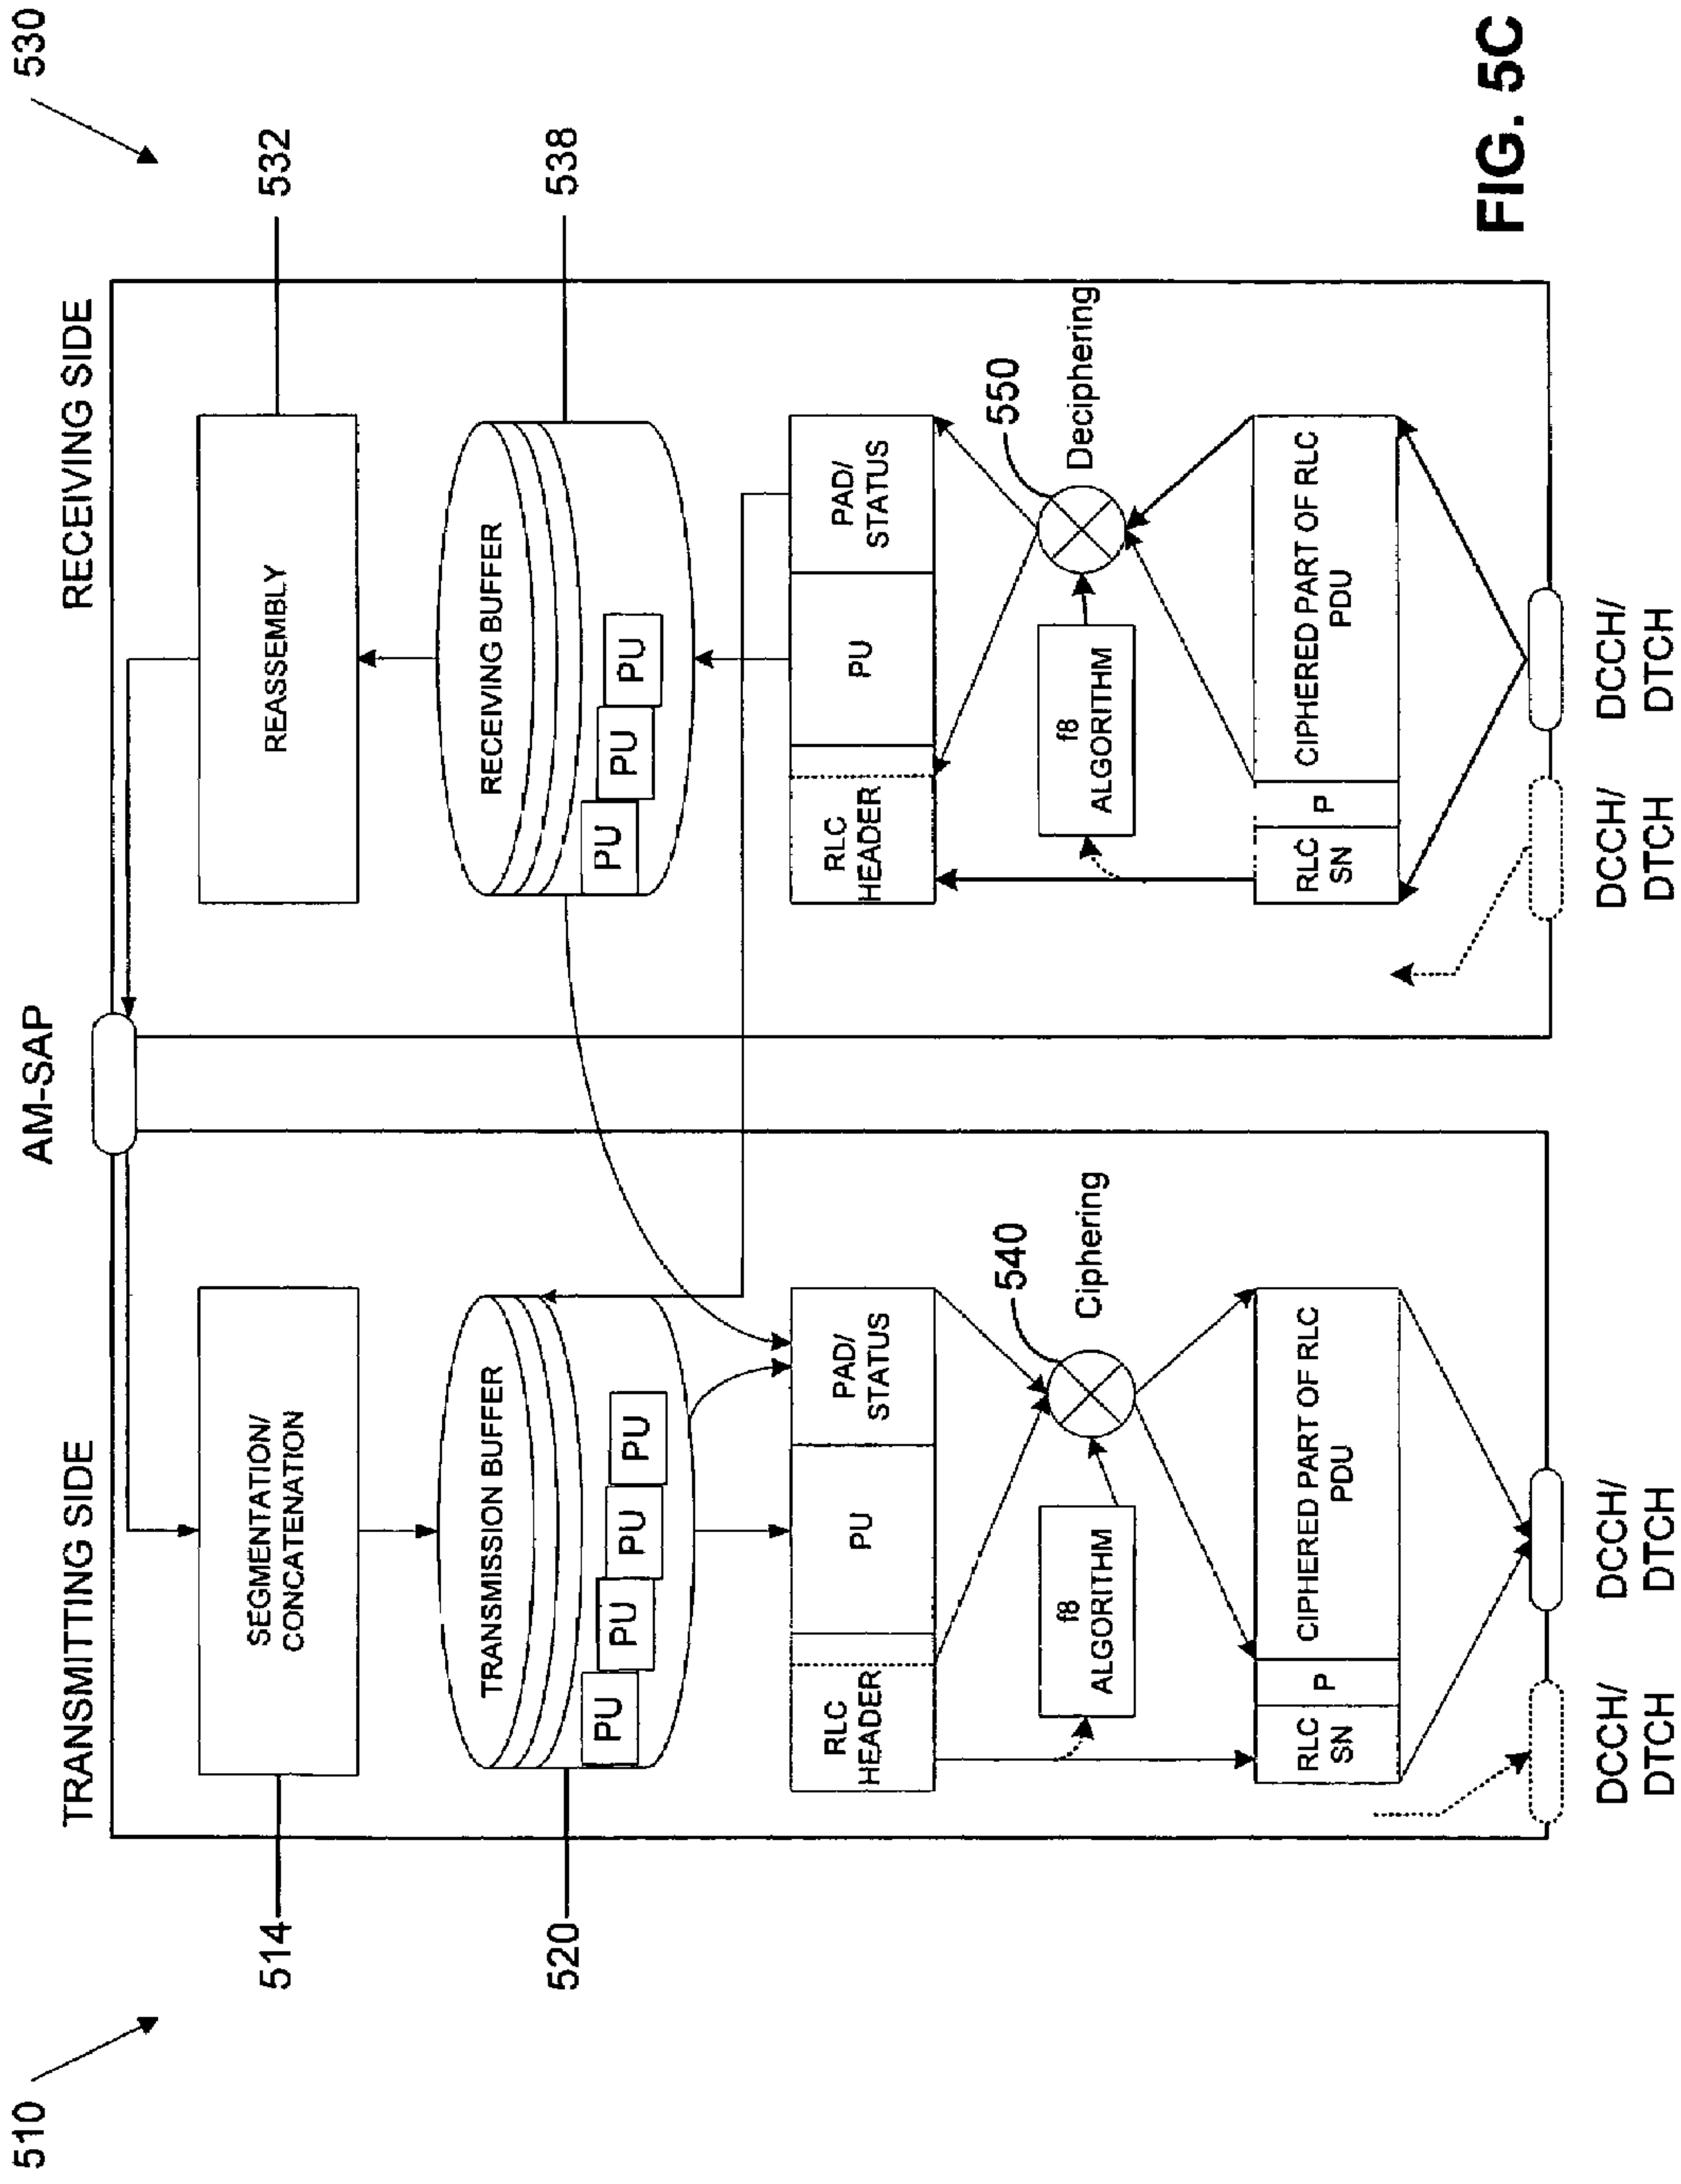 510
530
AM-SAP
TRANSMITTING SIDE
514
SEGMENTATION/
CONCATENATION
520
TRANSMISSION BUFFER
PU
PU
PU
PU
RLC
HEADER
PU
PAD/
STATUS
f8
ALGORITHM
540
Ciphering
RLC
SN
P
CIPHERED PART OF RLC
PDU
DCCH/
DTCH
DCCH/
DTCH
RECEIVING SIDE
532
REASSEMBLY
538
RECEIVING BUFFER
PU
PU
PU
RLC
HEADER
PU
PAD/
STATUS
f8
ALGORITHM
550
Deciphering
RLC
SN
P
CIPHERED PART OF RLC
PDU
DCCH/
DTCH
DCCH/
DTCH
FIG. 5C